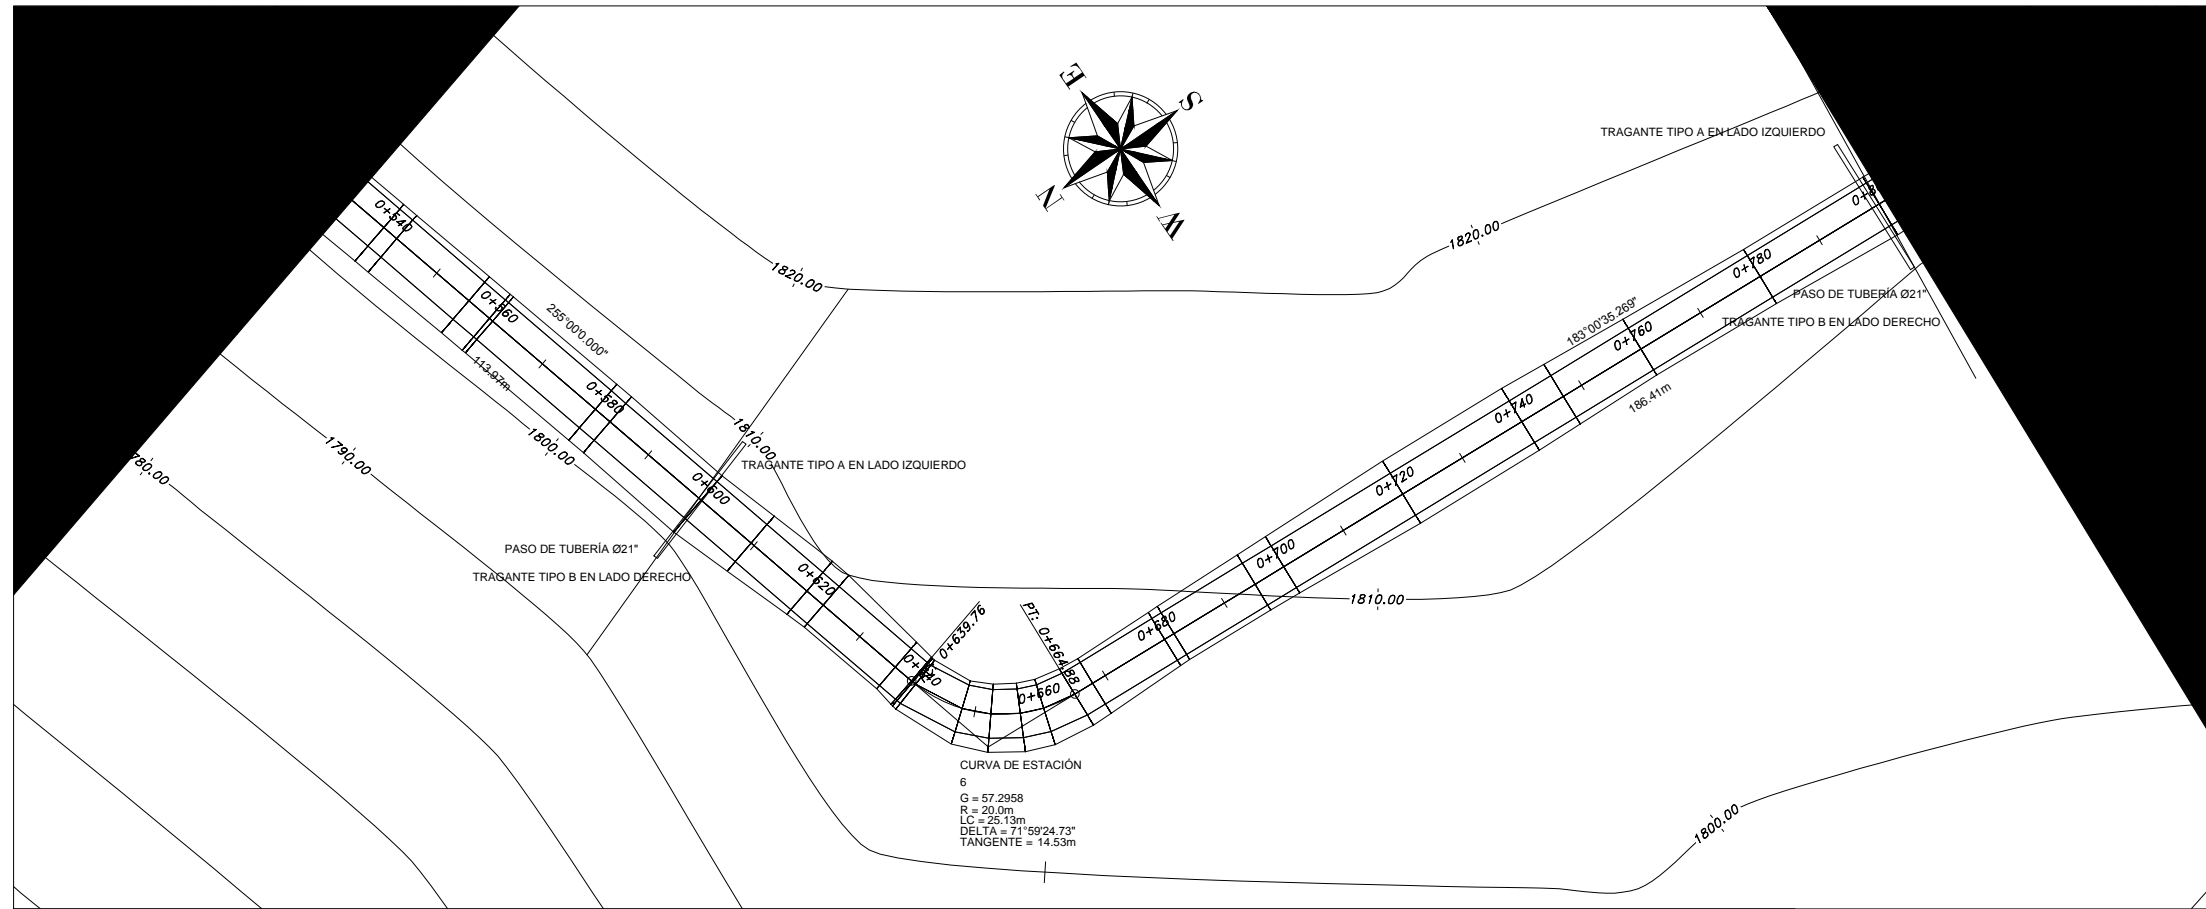 E
S
N
W
TRAGANTE TIPO A EN LADO IZQUIERDO
0+540
0+560
255°00'0.000"
113.97m
0+580
0+600
1820.00
1820.00
0+780
PASO DE TUBERÍA Ø21"
TRAGANTE TIPO B EN LADO DERECHO
183°00'35.269"
0+760
186.41m
0+740
0+720
0+700
0+680
1810.00
1800.00
1790.00
780.00
TRAGANTE TIPO A EN LADO IZQUIERDO
PASO DE TUBERÍA Ø21"
TRAGANTE TIPO B EN LADO DERECHO
0+620
1810.00
0+639.76
PT: 0+664.88
0+660
CURVA DE ESTACIÓN
6
G = 57.2958
R = 20.0m
LC = 25.13m
DELTA = 71°59'24.73"
TANGENTE = 14.53m
1800.00